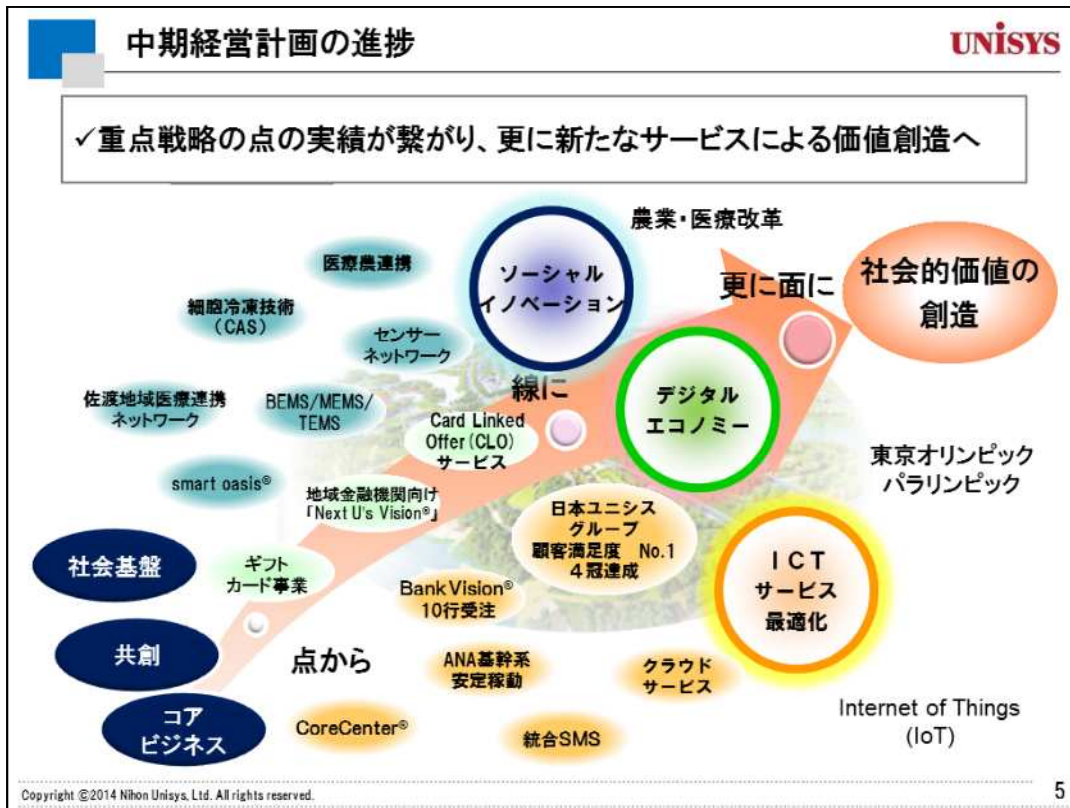 中期経営計画の進捗
UNISYS
✓重点戦略の点の実績が繋がり、更に新たなサービスによる価値創造へ
農業・医療改革
ソーシャル
イノベーション
更に面に
社会的価値の
創造
医療農連携
細胞冷凍技術
(CAS)
センサー
ネットワーク
線に
デジタル
エコノミー
佐渡地域医療連携
ネットワーク
BEMS/MEMS/
TEMS
Card Linked
Offer(CLO)
サービス
東京オリンピック
パラリンピック
smart oasis®
地域金融機関向け
「Next U's Vision®」
日本ユニシス
グループ
顧客満足度 No.1
4冠達成
社会基盤
ギフト
カード事業
BankVision®
10行受注
ICT
サービス
最適化
共創
点から
ANA基幹系
安定稼動
クラウド
サービス
コア
ビジネス
CoreCenter®
統合SMS
Internet of Things
(IoT)
Copyright ©2014 Nihon Unisys, Ltd. All rights reserved.
5